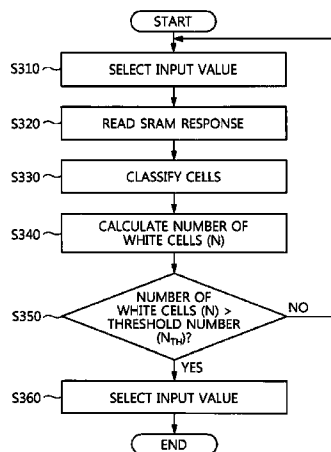 START
S310
SELECT INPUT VALUE
S320
READ SRAM RESPONSE
S330
CLASSIFY CELLS
S340
CALCULATE NUMBER OF
WHITE CELLS (N)
S350
NUMBER OF
WHITE CELLS (N) >
THRESHOLD NUMBER
(NTH)?
NO
YES
S360
SELECT INPUT VALUE
END